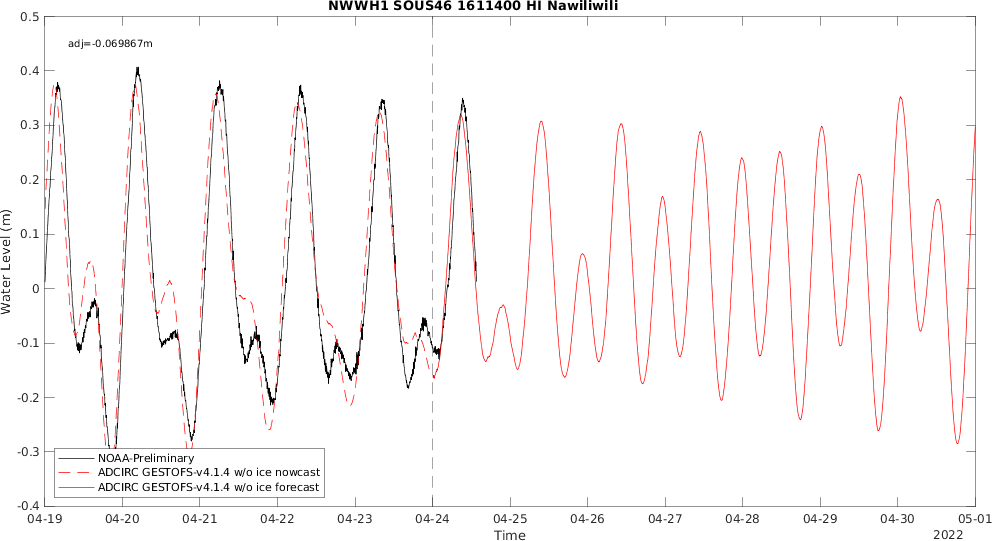 NWWH1 SOUS46 1611400 HI Nawiliwili
adj=-0.069867m
0.5
0.4
0.3
0.2
0.1
0
-0.1
-0.2
-0.3
-0.4
Water Level (m)
NOAA-Preliminary
ADCIRC GESTOFS-v4.1.4 w/o ice nowcast
ADCIRC GESTOFS-v4.1.4 w/o ice forecast
04-19 04-20 04-21 04-22 04-23 04-24 04-25 04-26 04-27 04-28 04-29 04-30 05-01
Time
2022